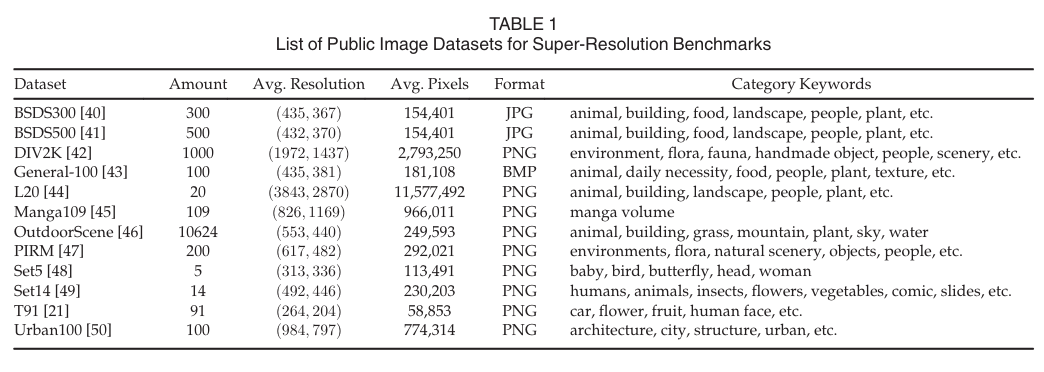 TABLE 1
List of Public Image Datasets for Super-Resolution Benchmarks
Dataset Amount Avg. Resolution Avg. Pixels Format Category Keywords
BSDS300 [40] 300 (435, 367) 154,401 JPG animal, building, food, landscape, people, plant, etc.
BSDS500 [41] 500 (432, 370) 154,401 JPG animal, building, food, landscape, people, plant, etc.
DIV2K [42] 1000 (1972, 1437) 2,793,250 PNG environment, flora, fauna, handmade object, people, scenery, etc.
General-100 [43] 100 (435, 381) 181,108 BMP animal, daily necessity, food, people, plant, texture, etc.
L20 [44] 20 (3843, 2870) 11,577,492 PNG animal, building, landscape, people, plant, etc.
Manga109 [45] 109 (826, 1169) 966,011 PNG manga volume
OutdoorScene [46] 10624 (553, 440) 249,593 PNG animal, building, grass, mountain, plant, sky, water
PIRM [47] 200 (617, 482) 292,021 PNG environments, flora, natural scenery, objects, people, etc.
Set5 [48] 5 (313, 336) 113,491 PNG baby, bird, butterfly, head, woman
Set14 [49] 14 (492, 446) 230,203 PNG humans, animals, insects, flowers, vegetables, comic, slides, etc.
T91 [21] 91 (264, 204) 58,853 PNG car, flower, fruit, human face, etc.
Urban100 [50] 100 (984, 797) 774,314 PNG architecture, city, structure, urban, etc.